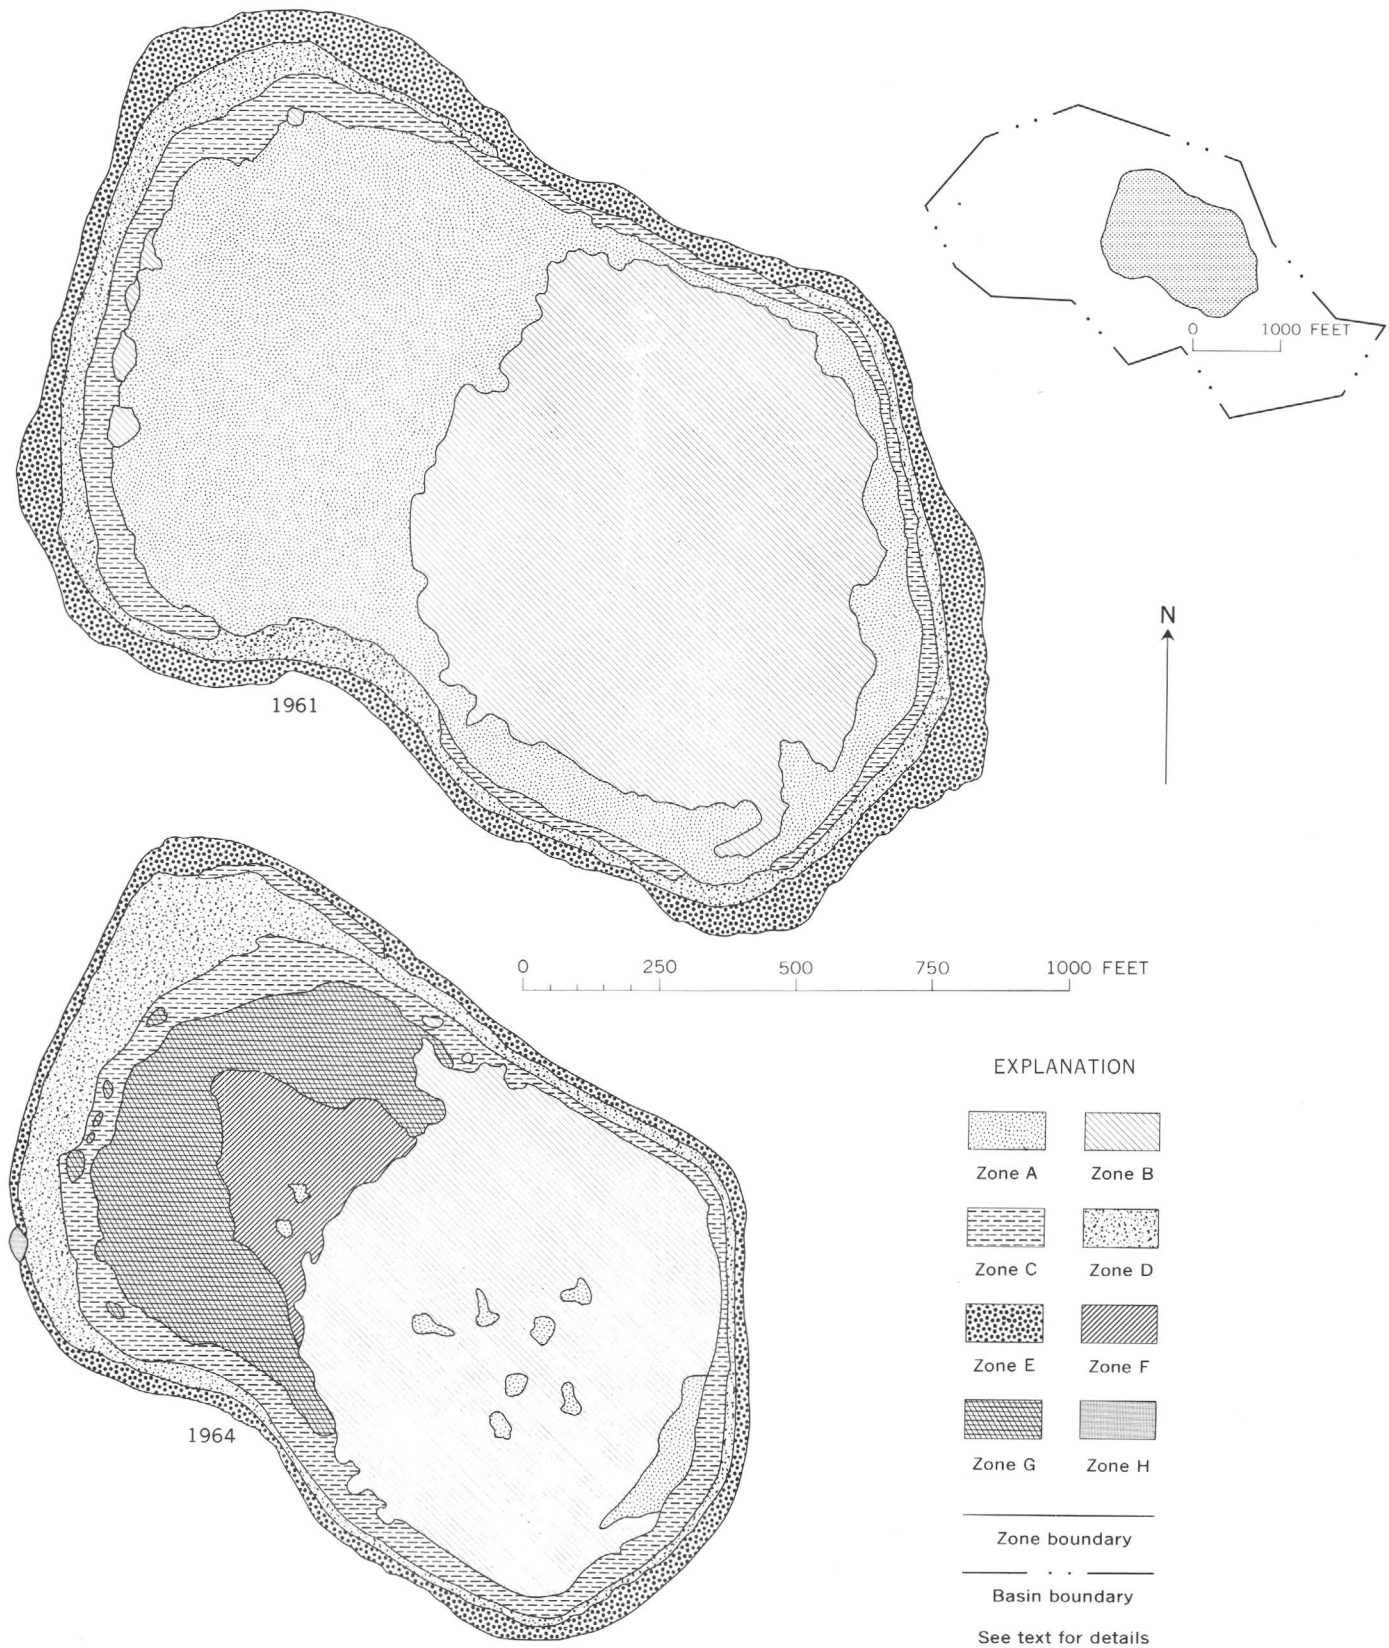 0 1000 FEET
N
1961
0 250 500 750 1000 FEET
1964
EXPLANATION
Zone A Zone B
Zone C Zone D
Zone E Zone F
Zone G Zone H
Zone boundary
Basin boundary
See text for details